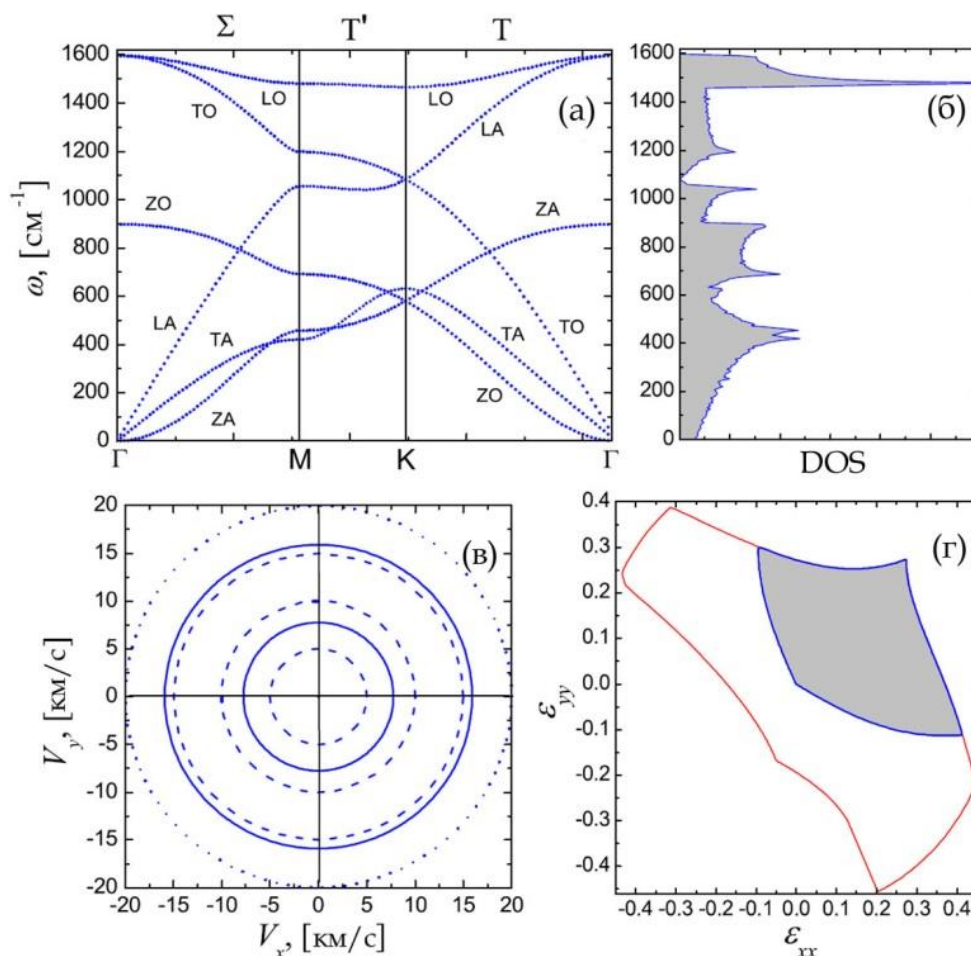 Σ T' T
1600
1400
1200
1000
800
600
400
200
0
ω, [см⁻¹]
LO
TO
ZO
LA
TA
ZA
LO
LA
ZA
TA
TO
ZO
(а)
Γ M K Γ
1600
1400
1200
1000
800
600
400
200
0
(б)
DOS
20
15
10
5
0
-5
-10
-15
-20
V_y, [км/с]
(в)
-20 -15 -10 -5 0 5 10 15 20
V_x, [км/с]
0.4
0.3
0.2
0.1
0.0
-0.1
-0.2
-0.3
-0.4
ε_yy
(г)
-0.4 -0.3 -0.2 -0.1 0.0 0.1 0.2 0.3 0.4
ε_xx